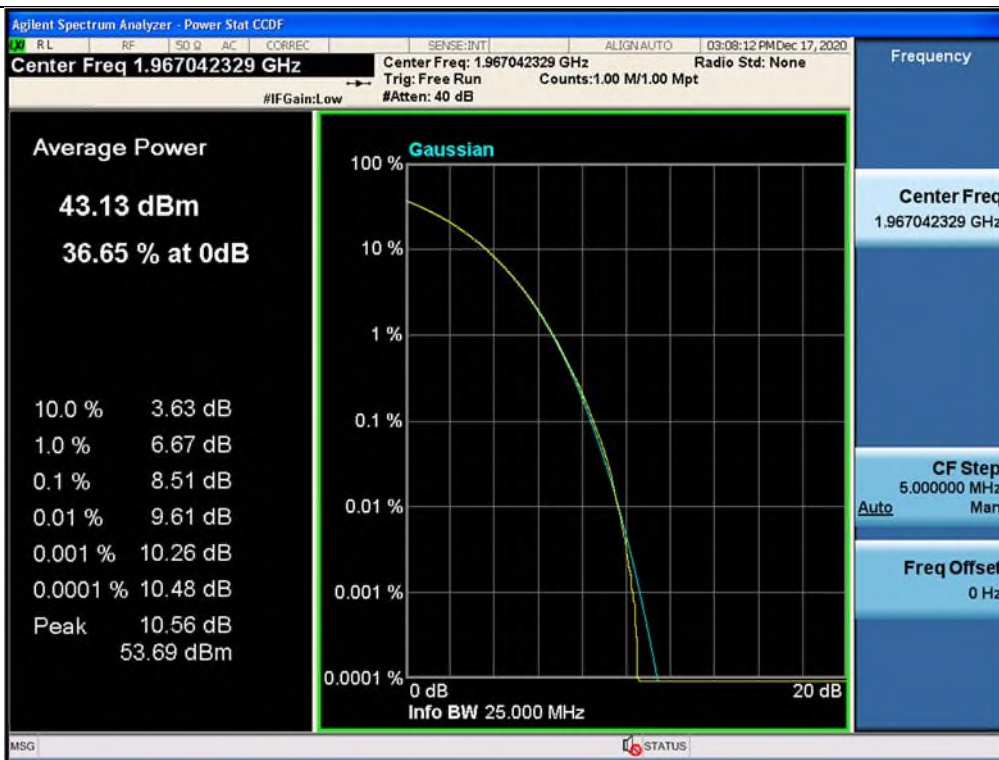 Agilent Spectrum Analyzer - Power Stat CCDF
RL RF 50 Ω AC CORREC SENSE:INT ALIGNAUTO 03:08:12 PM Dec 17, 2020
Center Freq 1.967042329 GHz
Center Freq: 1.967042329 GHz Radio Std: None
Trig: Free Run Counts:1.00 M/1.00 Mpt
#IFGain:Low #Atten: 40 dB
Average Power
43.13 dBm
36.65 % at 0dB
10.0 % 3.63 dB
1.0 % 6.67 dB
0.1 % 8.51 dB
0.01 % 9.61 dB
0.001 % 10.26 dB
0.0001 % 10.48 dB
Peak 10.56 dB
53.69 dBm
Gaussian
100 %
10 %
1 %
0.1 %
0.01 %
0.001 %
0.0001 %
0 dB 20 dB
Info BW 25.000 MHz
Frequency
Center Freq
1.967042329 GHz
CF Step
5.000000 MHz
Auto Man
Freq Offset
0 Hz
MSG STATUS